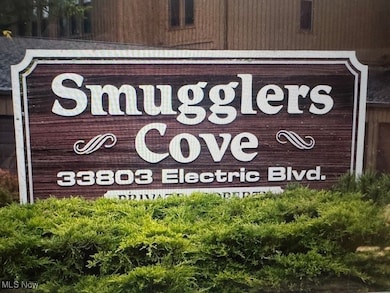 Smugglers
Cove
33803 Electric Blvd.
PRIVATE PROPERTY
MLS Now